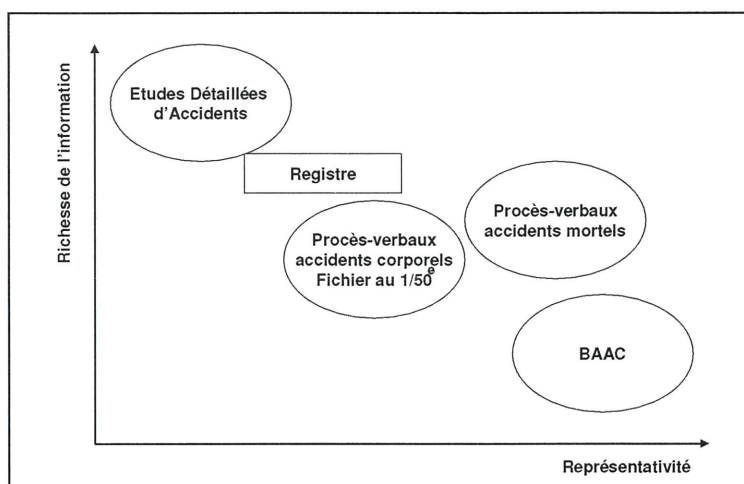 Richesse de l'information
Etudes Détaillées
d'Accidents
Registre
Procès-verbaux
accidents corporels
Fichier au 1/50e
Procès-verbaux
accidents mortels
BAAC
Représentativité